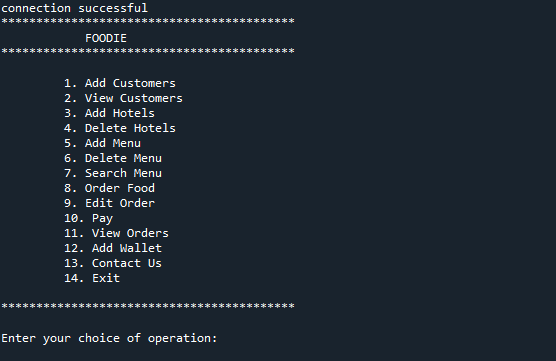 connection successful
******************************************
FOODIE
******************************************
1. Add Customers
2. View Customers
3. Add Hotels
4. Delete Hotels
5. Add Menu
6. Delete Menu
7. Search Menu
8. Order Food
9. Edit Order
10. Pay
11. View Orders
12. Add Wallet
13. Contact Us
14. Exit
******************************************
Enter your choice of operation: